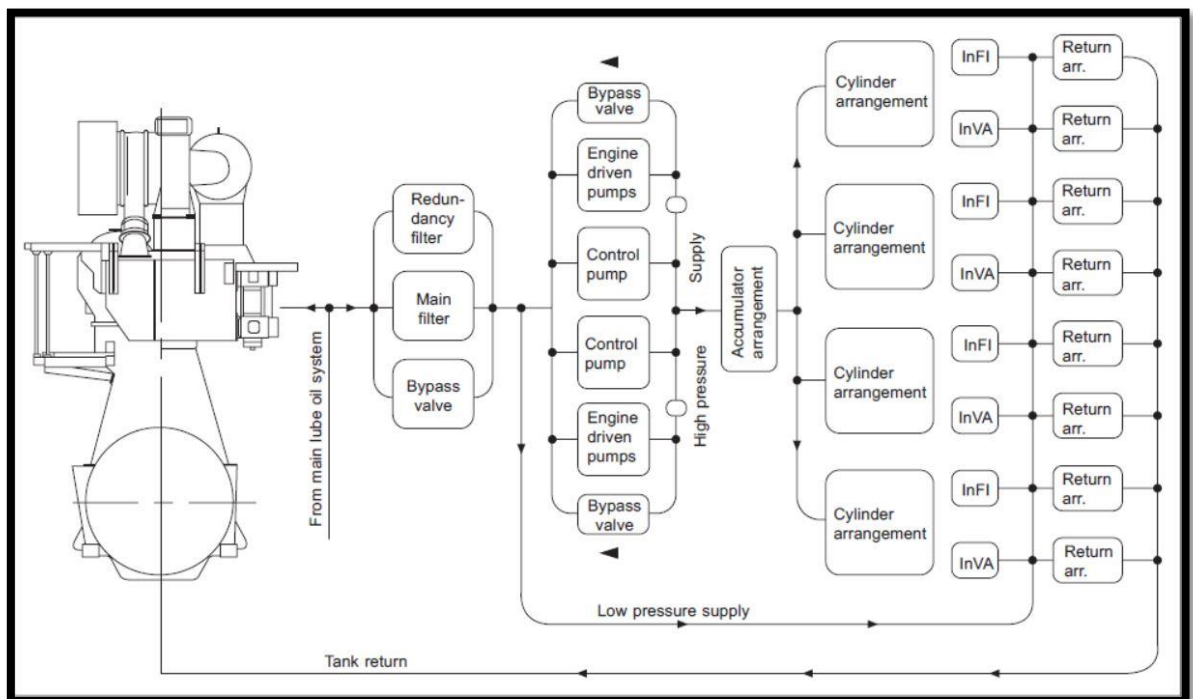 Redun-
dancy
filter
Main
filter
Bypass
valve
From main lube oil system
Bypass
valve
Engine
driven
pumps
Control
pump
Control
pump
Engine
driven
pumps
Bypass
valve
Supply
High pressure
Accumulator
arrangement
Cylinder
arrangement
Cylinder
arrangement
Cylinder
arrangement
Cylinder
arrangement
InFI
InVA
InFI
InVA
InFI
InVA
InFI
InVA
Return
arr.
Return
arr.
Return
arr.
Return
arr.
Return
arr.
Return
arr.
Return
arr.
Return
arr.
Low pressure supply
Tank return